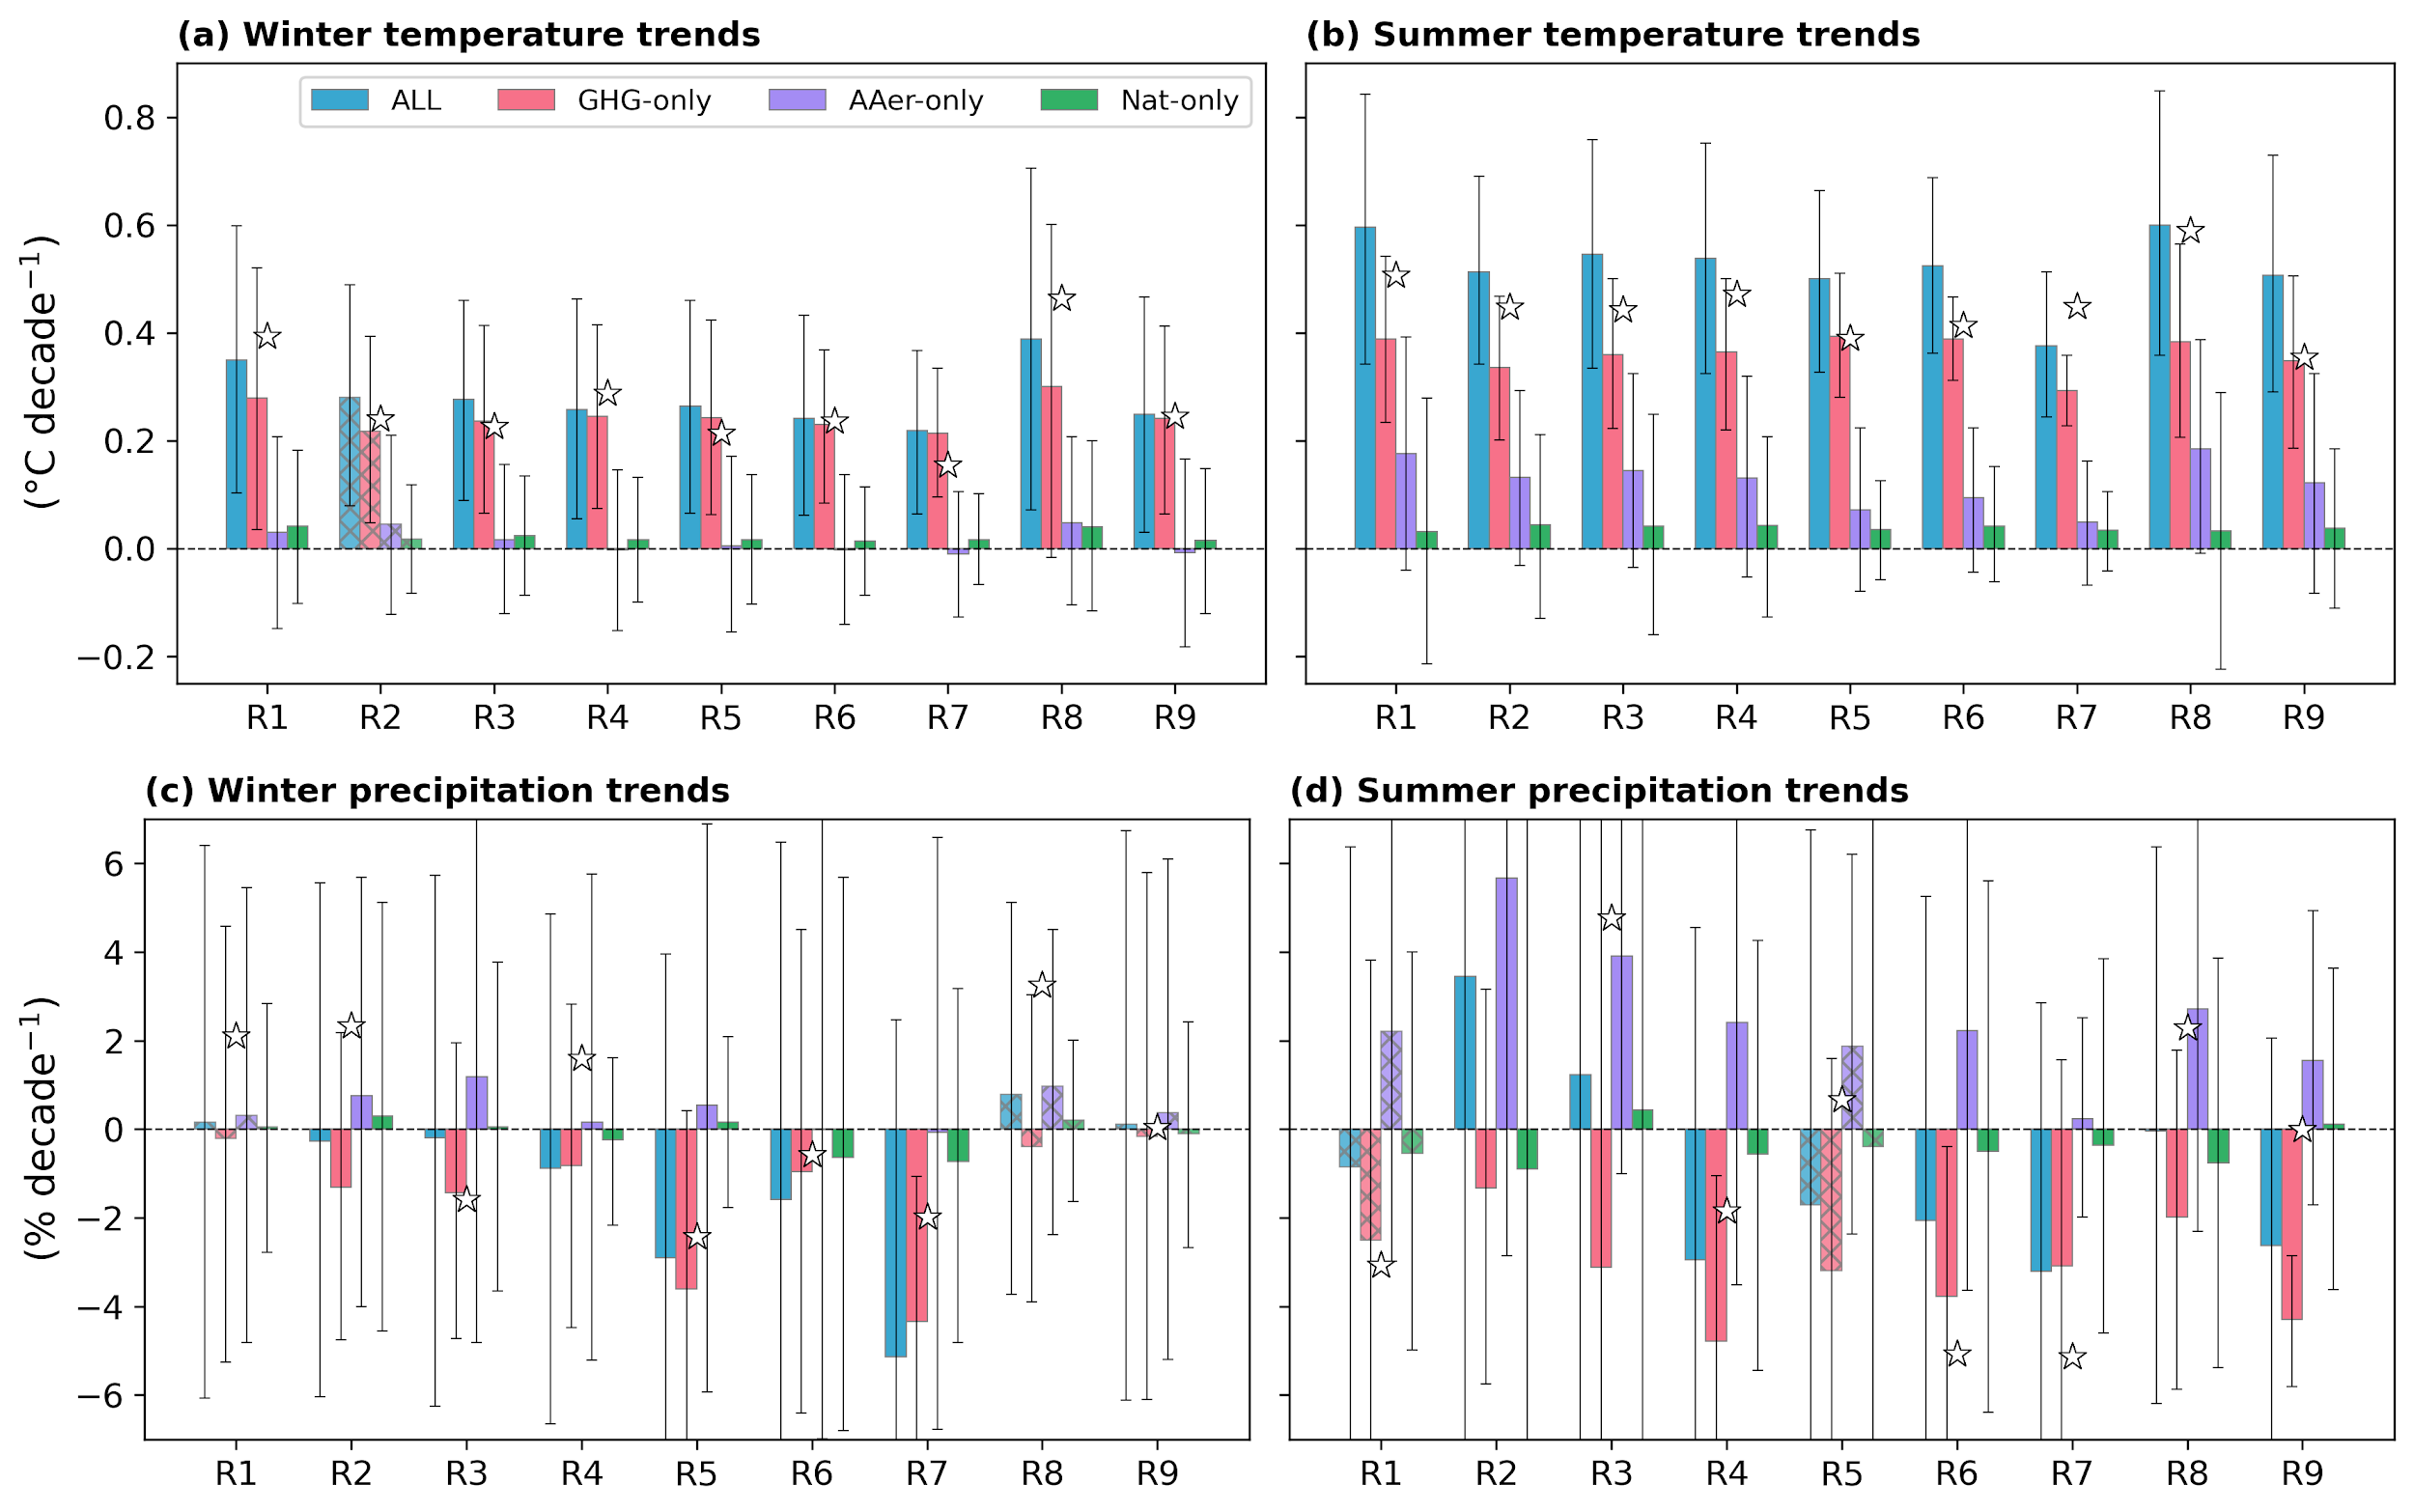 (a) Winter temperature trends
(b) Summer temperature trends
ALL GHG-only AAer-only Nat-only
(°C decade⁻¹)
0.8
0.6
0.4
0.2
0.0
−0.2
R1 R2 R3 R4 R5 R6 R7 R8 R9
R1 R2 R3 R4 R5 R6 R7 R8 R9
(c) Winter precipitation trends
(d) Summer precipitation trends
(% decade⁻¹)
6
4
2
0
−2
−4
−6
R1 R2 R3 R4 R5 R6 R7 R8 R9
R1 R2 R3 R4 R5 R6 R7 R8 R9